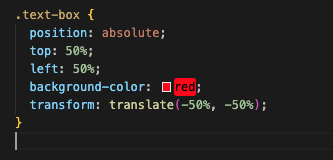 .text-box {
  position: absolute;
  top: 50%;
  left: 50%;
  background-color: red;
  transform: translate(-50%, -50%);
}